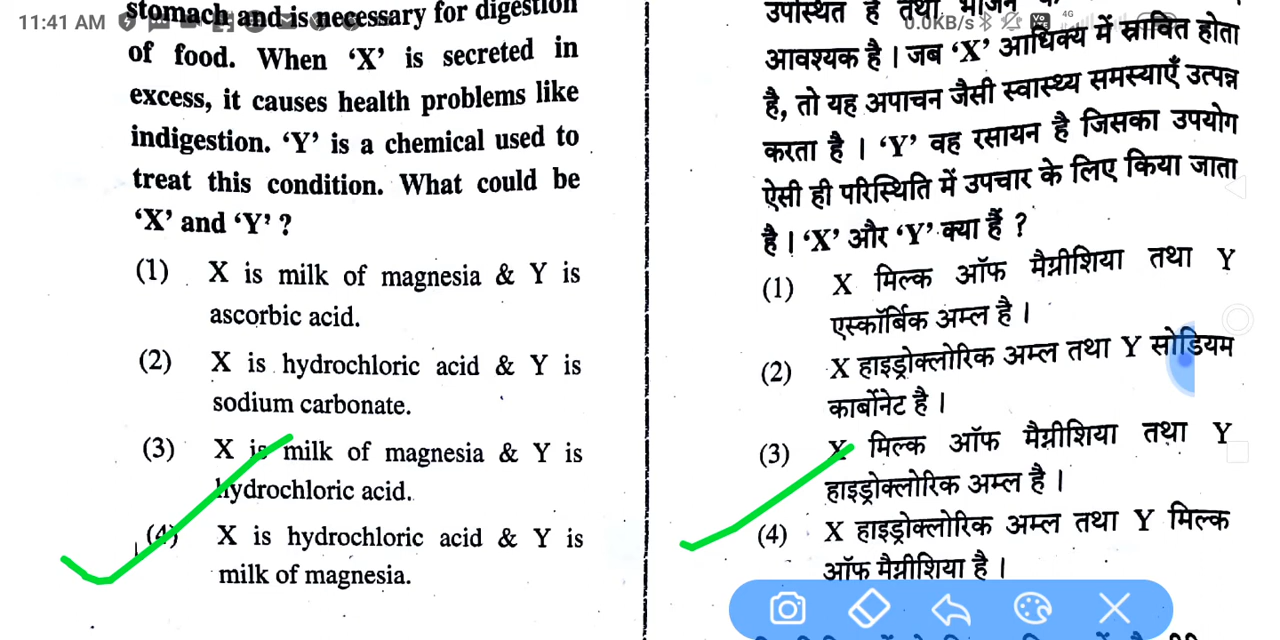 11:41 AM
0.0KB/s
4G
stomach and is necessary for digestion
of food. When ‘X’ is secreted in
excess, it causes health problems like
indigestion. ‘Y’ is a chemical used to
treat this condition. What could be
‘X’ and ‘Y’ ?
(1) X is milk of magnesia & Y is
ascorbic acid.
(2) X is hydrochloric acid & Y is
sodium carbonate.
(3) X is milk of magnesia & Y is
hydrochloric acid.
(4) X is hydrochloric acid & Y is
milk of magnesia.
उपस्थित है तथा भोजन
आवश्यक है । जब ‘X’ आधिक्य में स्रावित होता
है, तो यह अपाचन जैसी स्वास्थ्य समस्याएँ उत्पन्न
करता है । ‘Y’ वह रसायन है जिसका उपयोग
ऐसी ही परिस्थिति में उपचार के लिए किया जाता
है । ‘X’ और ‘Y’ क्या हैं ?
(1) X मिल्क ऑफ मैग्नीशिया तथा Y
एस्कॉर्बिक अम्ल है ।
(2) X हाइड्रोक्लोरिक अम्ल तथा Y सोडियम
कार्बोनेट है ।
(3) X मिल्क ऑफ मैग्नीशिया तथा Y
हाइड्रोक्लोरिक अम्ल है ।
(4) X हाइड्रोक्लोरिक अम्ल तथा Y मिल्क
ऑफ मैग्नीशिया है ।